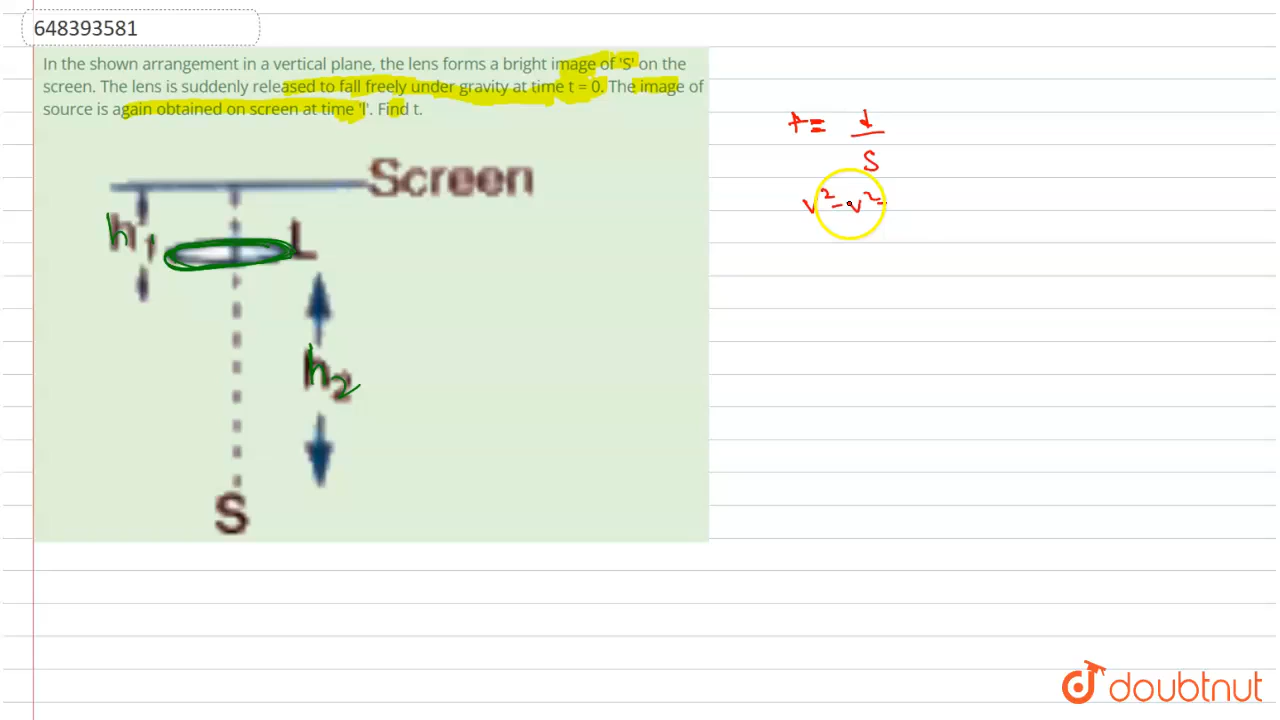 648393581
In the shown arrangement in a vertical plane, the lens forms a bright image of 'S' on the
screen. The lens is suddenly released to fall freely under gravity at time t = 0. The image of
source is again obtained on screen at time 'l'. Find t.
Screen
h1
L
h2
S
t = d
S
v² - v² =
doubtnut